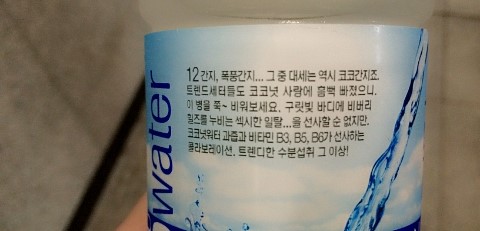 12간지, 폭풍간지... 그 중 대세는 역시 코코간지죠.
트렌드세터들도 코코넛 사랑에 흠뻑 빠졌으니.
이 병을 쭉~ 비워보세요. 구릿빛 바디에 비버리
힐즈를 누비는 섹시한 일탈...을 선사할 순 없지만.
코코넛워터 과즙과 비타민 B3, B5, B6가 선사하는
콜라보레이션. 트렌디한 수분섭취 그 이상!
water